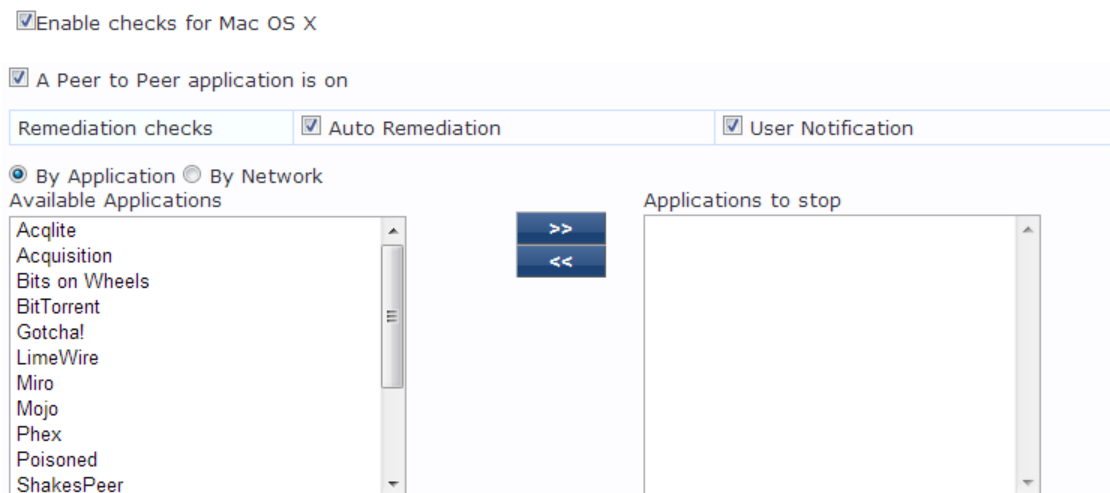 Enable checks for Mac OS X
A Peer to Peer application is on
Remediation checks Auto Remediation User Notification
By Application By Network
Available Applications Applications to stop
Acqlite
Acquisition
Bits on Wheels
BitTorrent
Gotcha!
LimeWire
Miro
Mojo
Phex
Poisoned
ShakesPeer
>>
<<